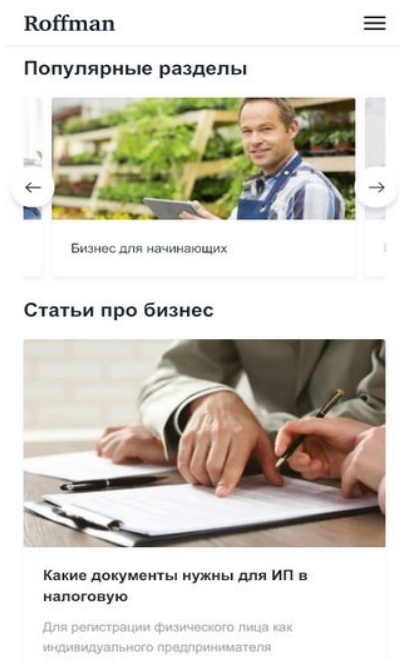 Roffman
Популярные разделы
Бизнес для начинающих
Статьи про бизнес
Какие документы нужны для ИП в
налоговую
Для регистрации физического лица как
индивидуального предпринимателя